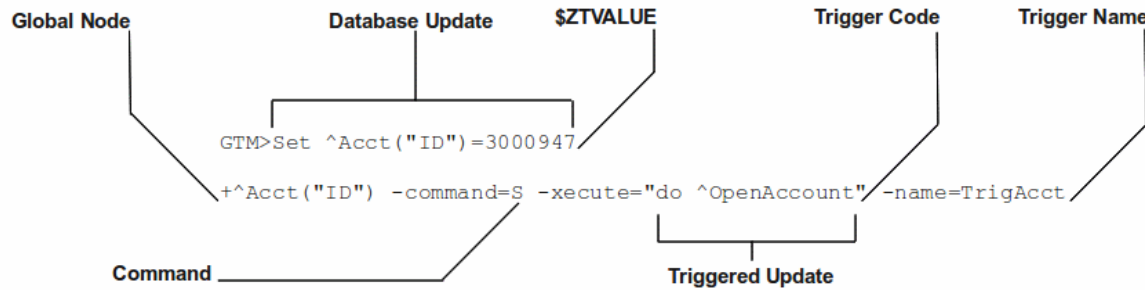 Global Node Database Update $ZTVALUE Trigger Code Trigger Name
GTM>Set ^Acct("ID")=3000947
+^Acct("ID") -command=S -xecute="do ^OpenAccount" -name=TrigAcct
Command Triggered Update